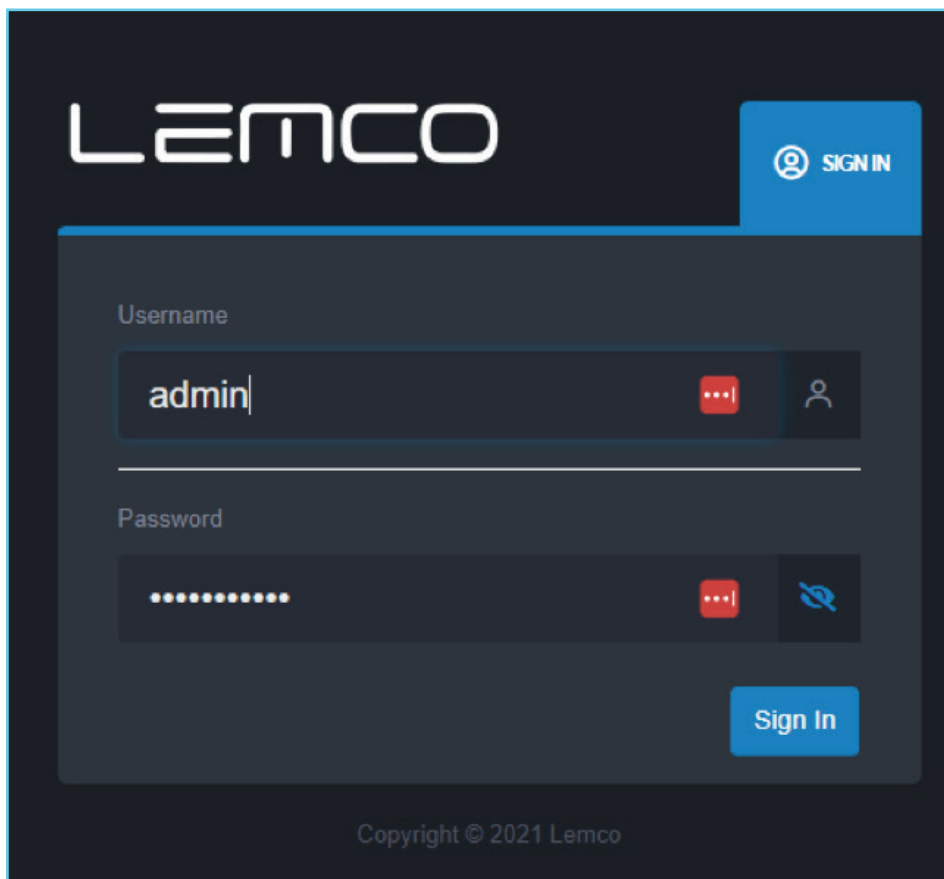 LEMCO
SIGN IN
Username
admin
Password
•••••••••••
Sign In
Copyright © 2021 Lemco